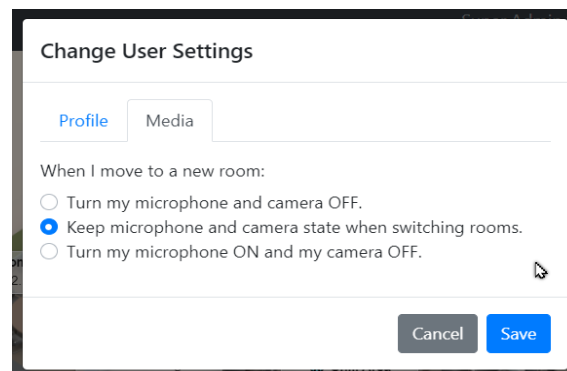 Change User Settings
Profile Media
When I move to a new room:
Turn my microphone and camera OFF.
Keep microphone and camera state when switching rooms.
Turn my microphone ON and my camera OFF.
Cancel Save